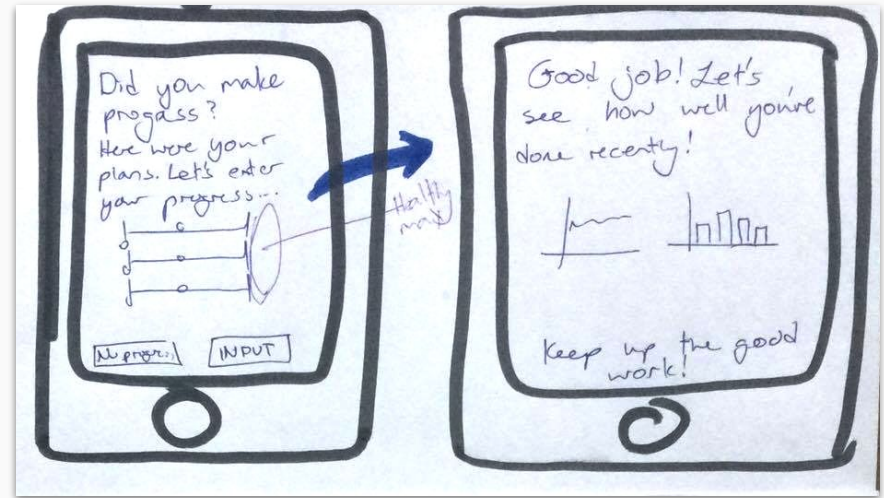 Did you make
progass?
Here were your
plans. Let's enter
your progress...
Healthy
max
No progr...
INPUT
Good job! Let's
see how well you're
done recently!
Keep up the good
work!